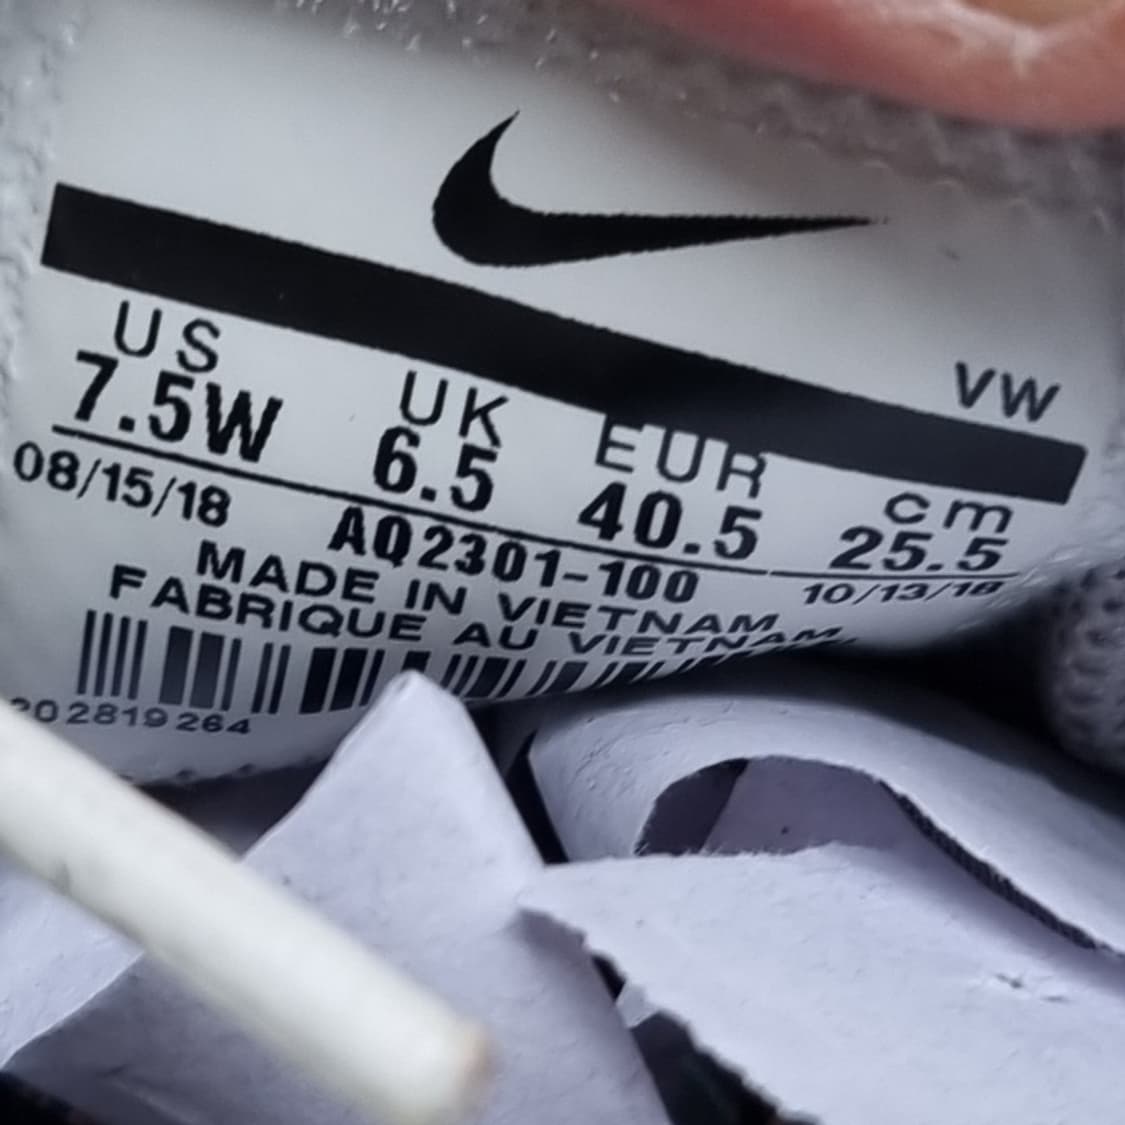 VW
US UK EUR cm
7.5W 6.5 40.5 25.5
08/15/18 AQ2301-100 10/13/18
MADE IN VIETNAM
FABRIQUE AU VIETNAM
2819264